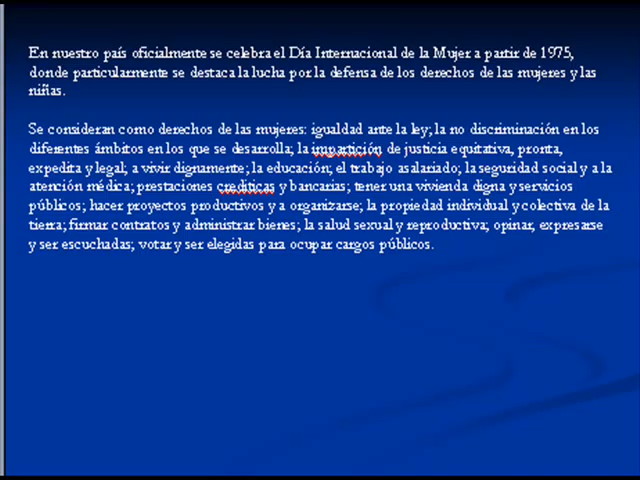 En nuestro país oficialmente se celebra el Día Internacional de la Mujer a partir de 1975,
donde particularmente se destaca la lucha por la defensa de los derechos de las mujeres y las
niñas.
Se consideran como derechos de las mujeres: igualdad ante la ley; la no discriminación en los
diferentes ámbitos en los que se desarrolla; la impartición de justicia equitativa, pronta,
expedita y legal; a vivir dignamente; la educación; el trabajo asalariado; la seguridad social y a la
atención médica; prestaciones crediticas y bancarias; tener una vivienda digna y servicios
públicos; hacer proyectos productivos y a organizarse; la propiedad individual y colectiva de la
tierra; firmar contratos y administrar bienes; la salud sexual y reproductiva; opinar, expresarse
y ser escuchadas; votar y ser elegidas para ocupar cargos públicos.